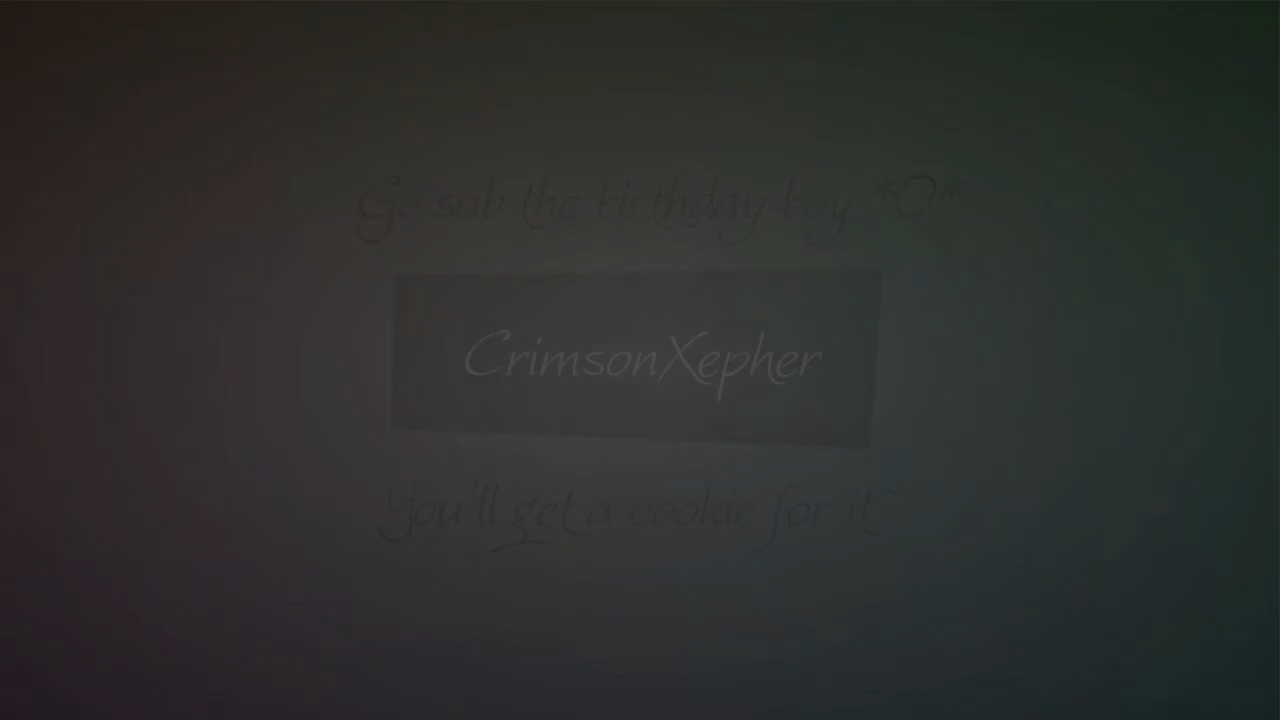 Go sub the birthday boy *O*
CrimsonXepher
You'll get a cookie for it~